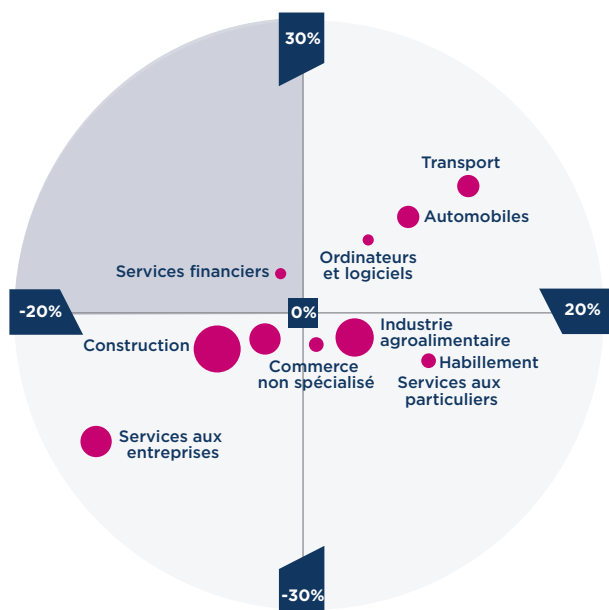 30%
Transport
Automobiles
Ordinateurs
et logiciels
Services financiers
-20%
0%
20%
Construction
Industrie
agroalimentaire
Commerce
non spécialisé
Habillement
Services aux
particuliers
Services aux
entreprises
-30%